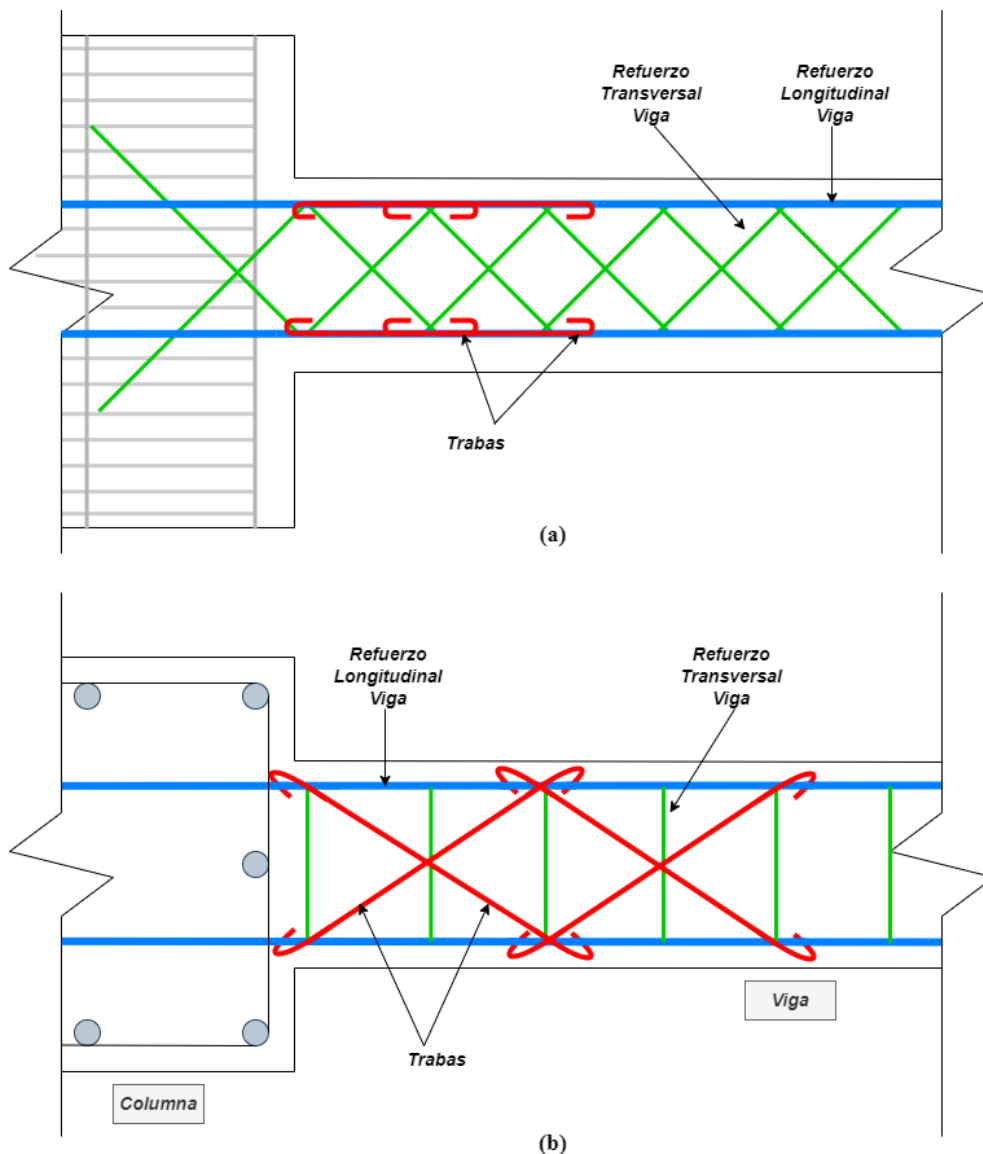 Refuerzo
Transversal
Viga
Refuerzo
Longitudinal
Viga
Trabas
(a)
Refuerzo
Longitudinal
Viga
Refuerzo
Transversal
Viga
Viga
Trabas
Columna
(b)